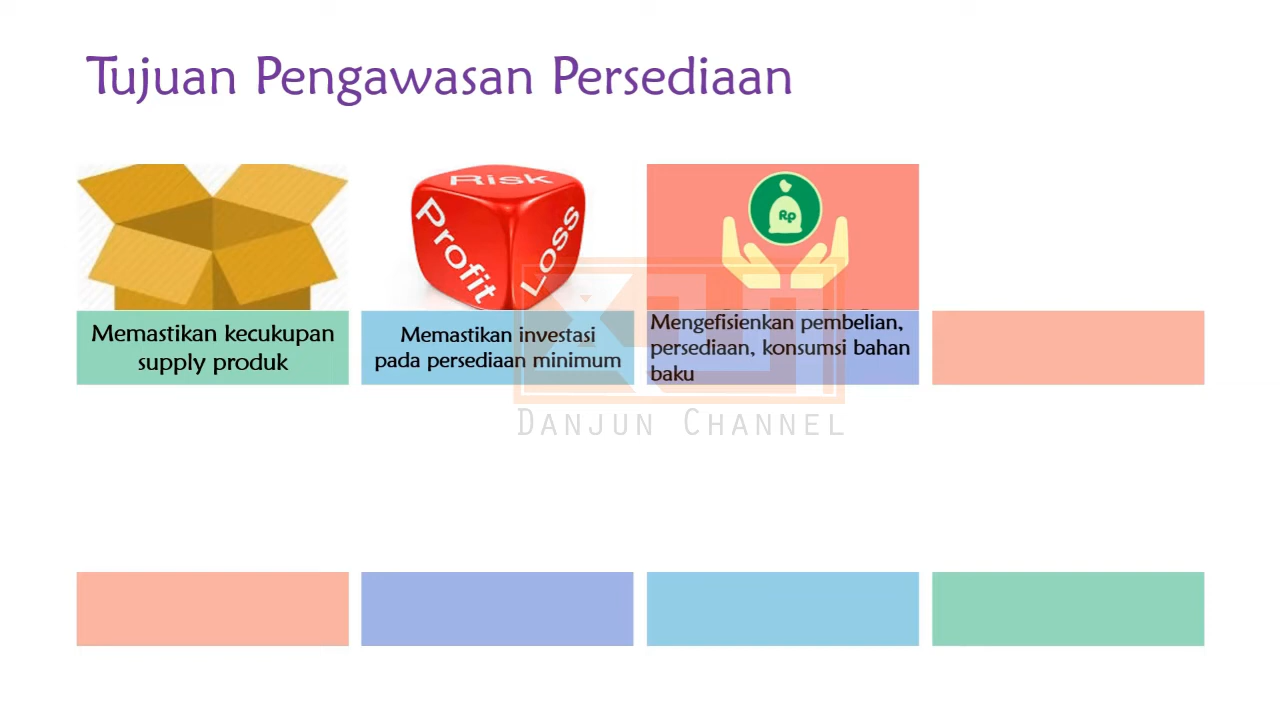 Tujuan Pengawasan Persediaan
Risk
Profit
Loss
Rp
Memastikan kecukupan
supply produk
Memastikan investasi
pada persediaan minimum
Mengefisienkan pembelian,
persediaan, konsumsi bahan
baku
DANJUN CHANNEL